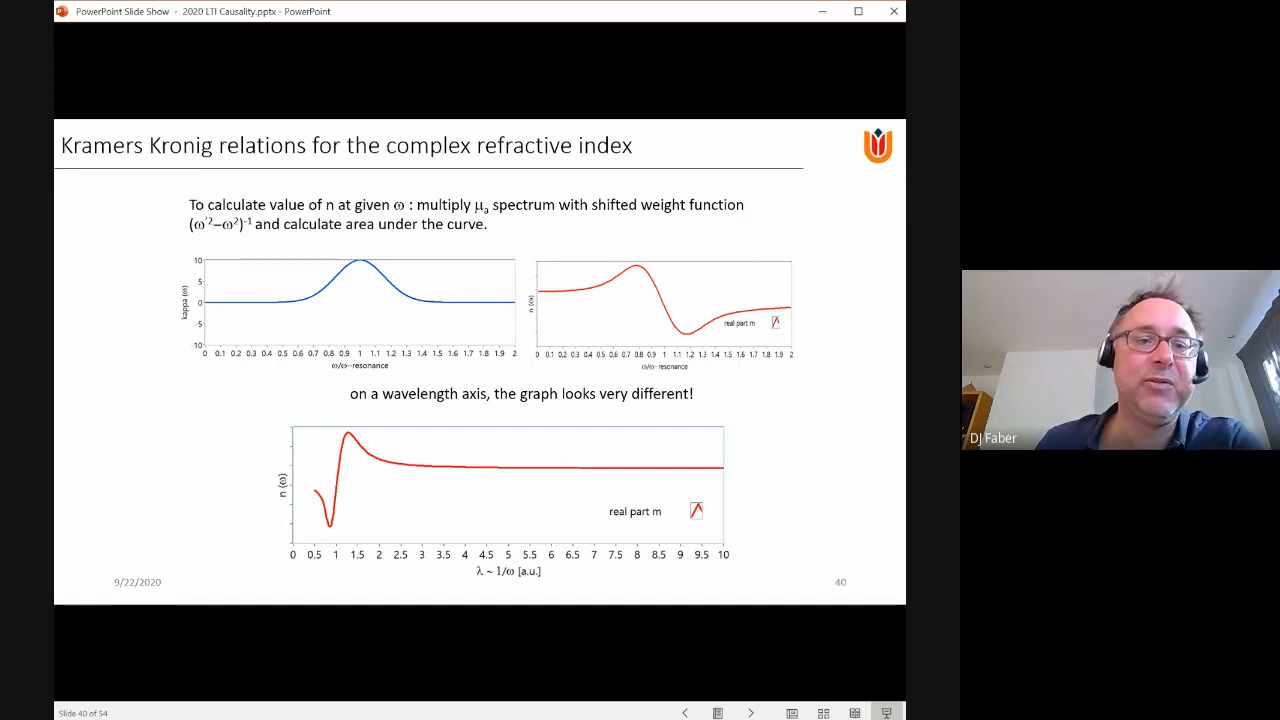 PowerPoint Slide Show - 2020 LTI Causality.pptx - PowerPoint
Kramers Kronig relations for the complex refractive index
To calculate value of n at given ω : multiply μa spectrum with shifted weight function
(ω'²−ω²)⁻¹ and calculate area under the curve.
10
5
0
-5
-10
kappa (ω)
0 0.1 0.2 0.3 0.4 0.5 0.6 0.7 0.8 0.9 1 1.1 1.2 1.3 1.4 1.5 1.6 1.7 1.8 1.9 2
ω/ω-resonance
n (ω)
real part m
0 0.1 0.2 0.3 0.4 0.5 0.6 0.7 0.8 0.9 1 1.1 1.2 1.3 1.4 1.5 1.6 1.7 1.8 1.9 2
ω/ω-resonance
on a wavelength axis, the graph looks very different!
n (ω)
real part m
0 0.5 1 1.5 2 2.5 3 3.5 4 4.5 5 5.5 6 6.5 7 7.5 8 8.5 9 9.5 10
λ ~ 1/ω [a.u.]
9/22/2020
40
DJ Faber
Slide 40 of 54